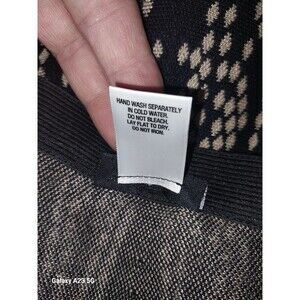 HAND WASH SEPARATELY
IN COLD WATER.
DO NOT BLEACH.
LAY FLAT TO DRY.
DO NOT IRON.
Galaxy A23 5G